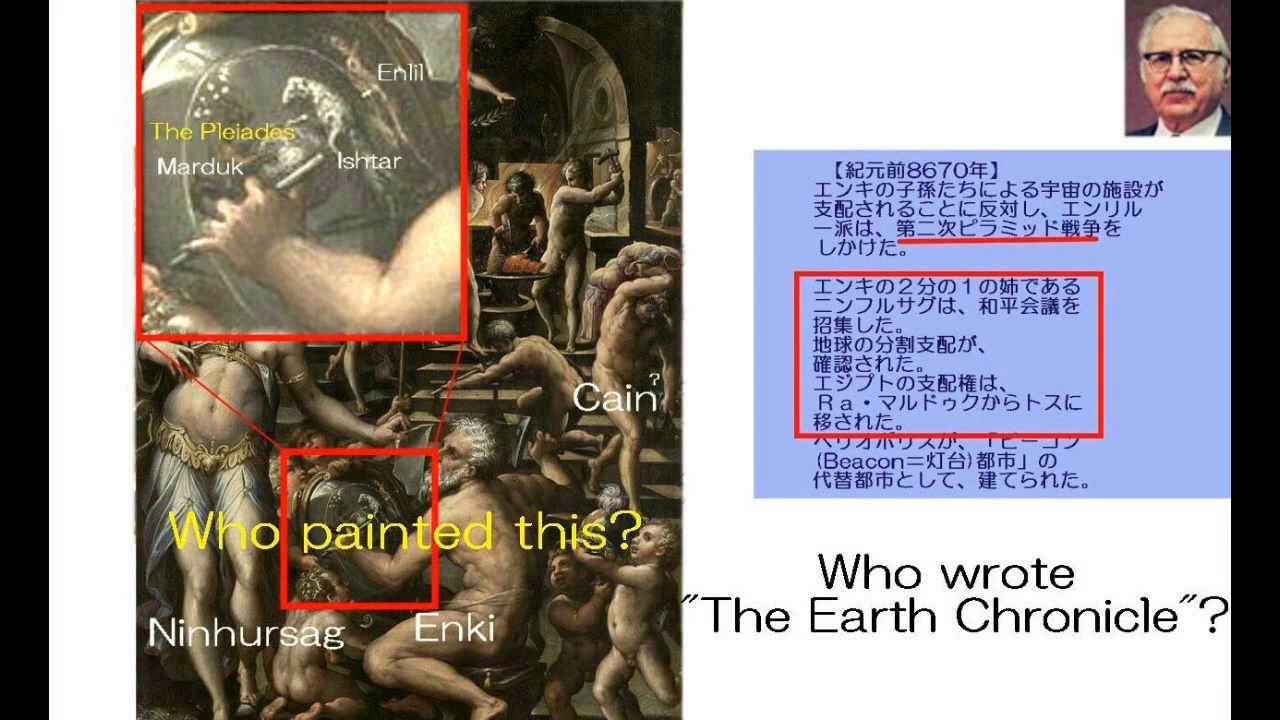 Enlil
The Pleiades
Marduk
Ishtar
Cain?
Who painted this?
Ninhursag
Enki
【紀元前8670年】
エンキの子孫たちによる宇宙の施設が
支配されることに反対し、エンリル
一派は、第二次ピラミッド戦争を
しかけた。
エンキの２分の１の姉である
ニンフルサグは、和平会議を
招集した。
地球の分割支配が、
確認された。
エジプトの支配権は、
Ｒａ・マルドゥクからトスに
移された。
ヘリオポリスが、「ビーコン
(Beacon＝灯台)都市」の
代替都市として、建てられた。
Who wrote
"The Earth Chronicle"?